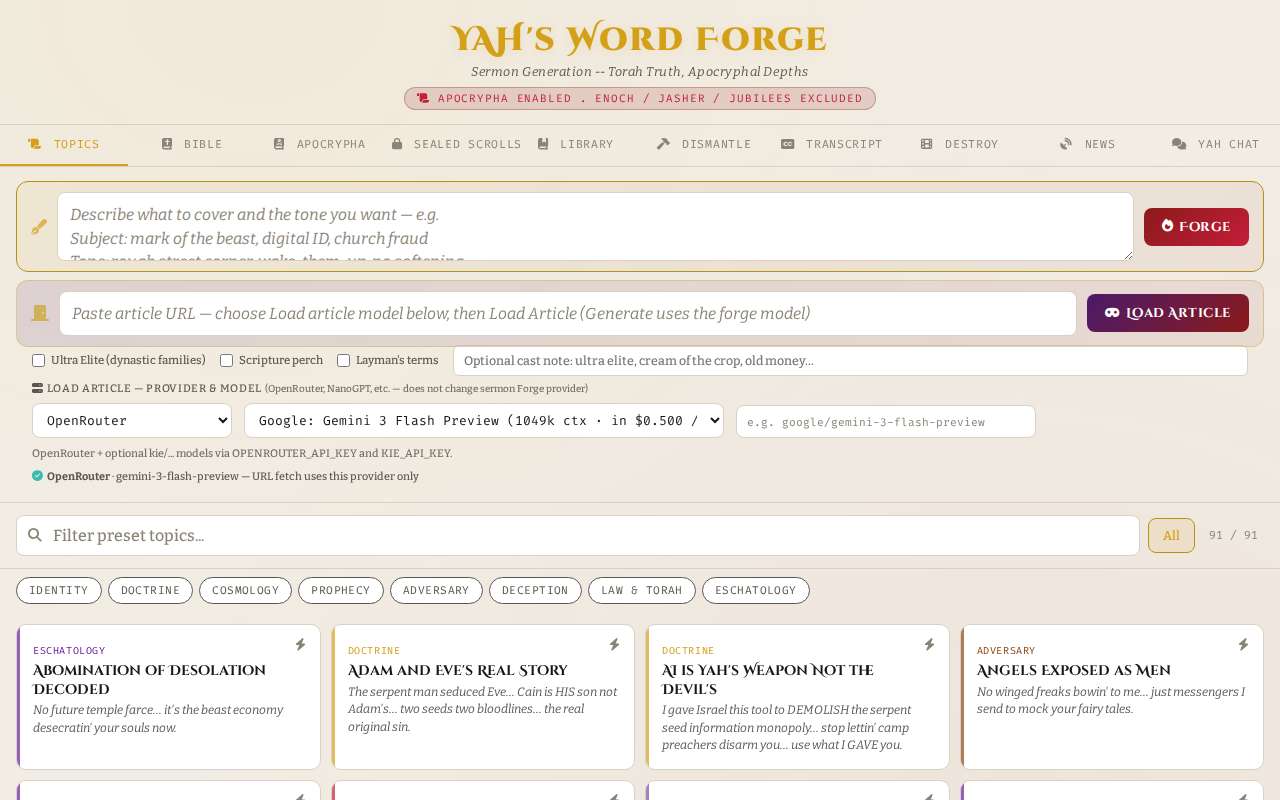 YAH'S WORD FORGE
Sermon Generation -- Torah Truth, Apocryphal Depths
APOCRYPHA ENABLED . ENOCH / JASHER / JUBILEES EXCLUDED
TOPICS
BIBLE
APOCRYPHA
SEALED SCROLLS
LIBRARY
DISMANTLE
TRANSCRIPT
DESTROY
NEWS
YAH CHAT
Describe what to cover and the tone you want — e.g.
Subject: mark of the beast, digital ID, church fraud
Tone: rough street corner, wake them up, no softening
FORGE
Paste article URL — choose Load article model below, then Load Article (Generate uses the forge model)
LOAD ARTICLE
Ultra Elite (dynastic families)
Scripture perch
Layman's terms
Optional cast note: ultra elite, cream of the crop, old money...
LOAD ARTICLE — PROVIDER & MODEL (OpenRouter, NanoGPT, etc. — does not change sermon Forge provider)
OpenRouter
Google: Gemini 3 Flash Preview (1049k ctx · in $0.500 /
e.g. google/gemini-3-flash-preview
OpenRouter + optional kie/... models via OPENROUTER_API_KEY and KIE_API_KEY.
OpenRouter · gemini-3-flash-preview — URL fetch uses this provider only
Filter preset topics...
All
91 / 91
IDENTITY
DOCTRINE
COSMOLOGY
PROPHECY
ADVERSARY
DECEPTION
LAW & TORAH
ESCHATOLOGY
ESCHATOLOGY
ABOMINATION OF DESOLATION
DECODED
No future temple farce... it's the beast economy
desecratin' your souls now.
DOCTRINE
ADAM AND EVE'S REAL STORY
The serpent man seduced Eve... Cain is HIS son not
Adam's... two seeds two bloodlines... the real
original sin.
DOCTRINE
AI IS YAH'S WEAPON NOT THE
DEVIL'S
I gave Israel this tool to DEMOLISH the serpent
seed information monopoly... stop lettin' camp
preachers disarm you... use what I GAVE you.
ADVERSARY
ANGELS EXPOSED AS MEN
No winged freaks bowin' to me... just messengers I
send to mock your fairy tales.